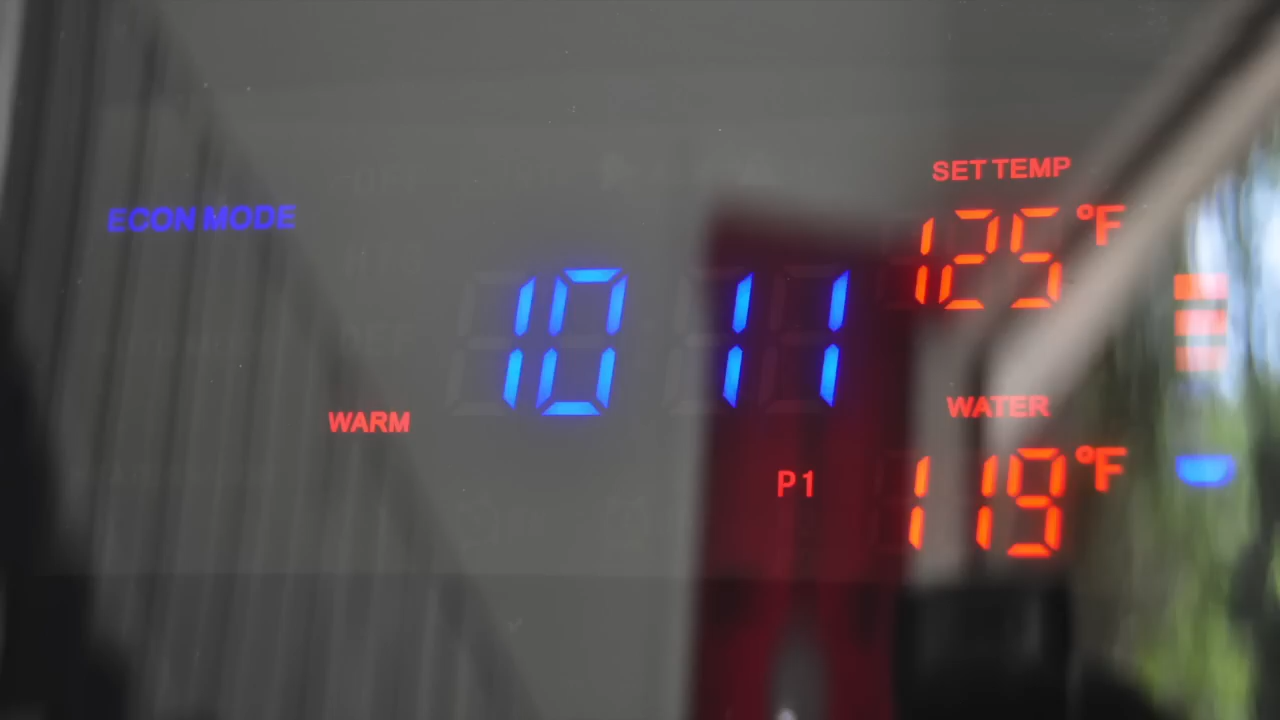 ECON MODE
WARM
10 11
P1
SET TEMP
125 °F
WATER
119 °F